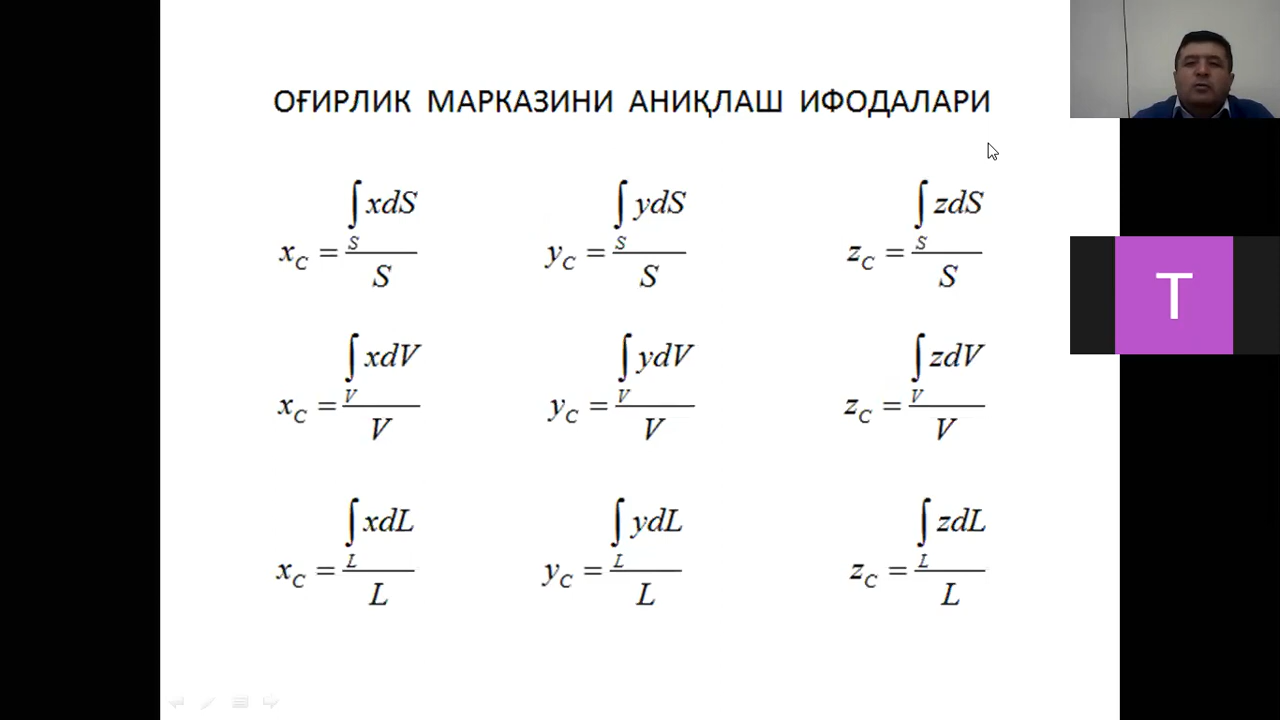 ОҒИРЛИК МАРКАЗИНИ АНИҚЛАШ ИФОДАЛАРИ
x_C = ∫_S xdS / S y_C = ∫_S ydS / S z_C = ∫_S zdS / S
T
x_C = ∫_V xdV / V y_C = ∫_V ydV / V z_C = ∫_V zdV / V
x_C = ∫_L xdL / L y_C = ∫_L ydL / L z_C = ∫_L zdL / L